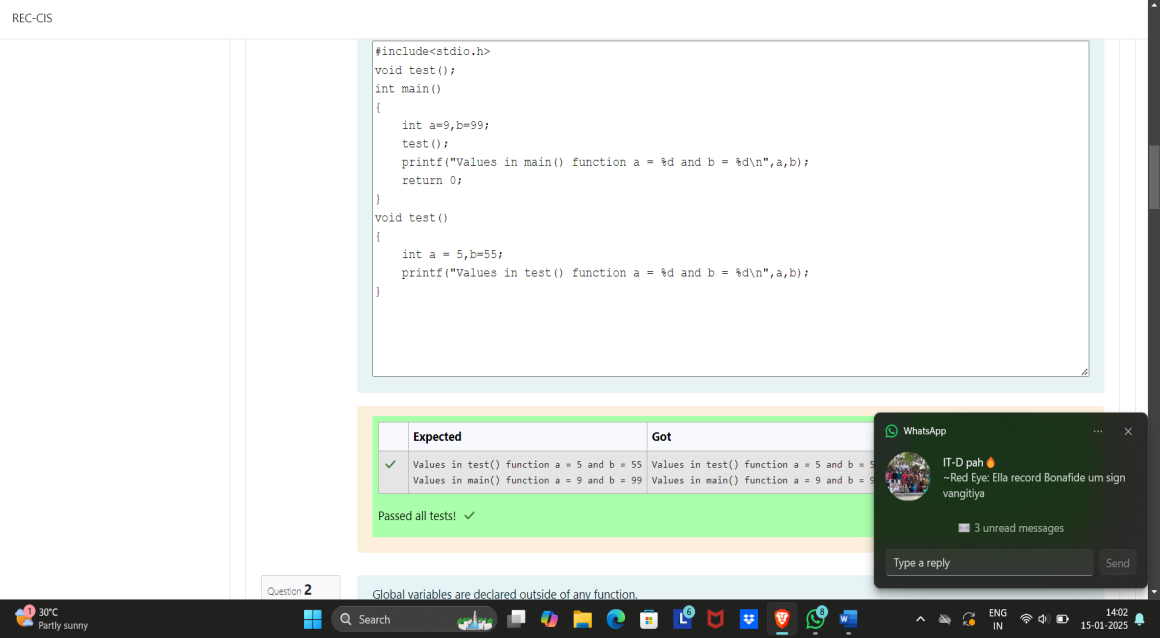 REC-CIS
#include<stdio.h>
void test();
int main()
{
int a=9,b=99;
test();
printf("Values in main() function a = %d and b = %d\n",a,b);
return 0;
}
void test()
{
int a = 5,b=55;
printf("Values in test() function a = %d and b = %d\n",a,b);
}
Expected Got
Values in test() function a = 5 and b = 55 Values in test() function a = 5 and b = 5
Values in main() function a = 9 and b = 99 Values in main() function a = 9 and b = 9
Passed all tests!
WhatsApp
IT-D pah🔥
~Red Eye: Ella record Bonafide um sign
vangitiya
3 unread messages
Type a reply Send
Question 2
Global variables are declared outside of any function.
1 30°C
Partly sunny
Search
6
8
ENG
IN
14:02
15-01-2025